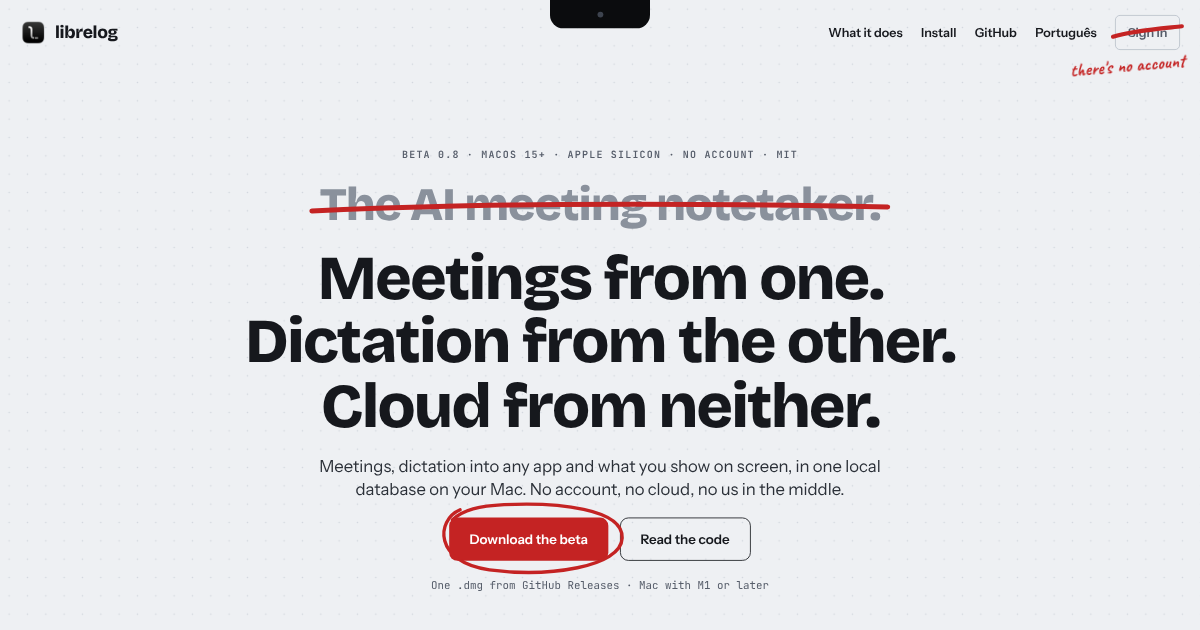 librelog
What it does Install GitHub Português Sign in
there's no account
BETA 0.8 · MACOS 15+ · APPLE SILICON · NO ACCOUNT · MIT
The AI meeting notetaker.
Meetings from one.
Dictation from the other.
Cloud from neither.
Meetings, dictation into any app and what you show on screen, in one local
database on your Mac. No account, no cloud, no us in the middle.
Download the beta Read the code
One .dmg from GitHub Releases · Mac with M1 or later